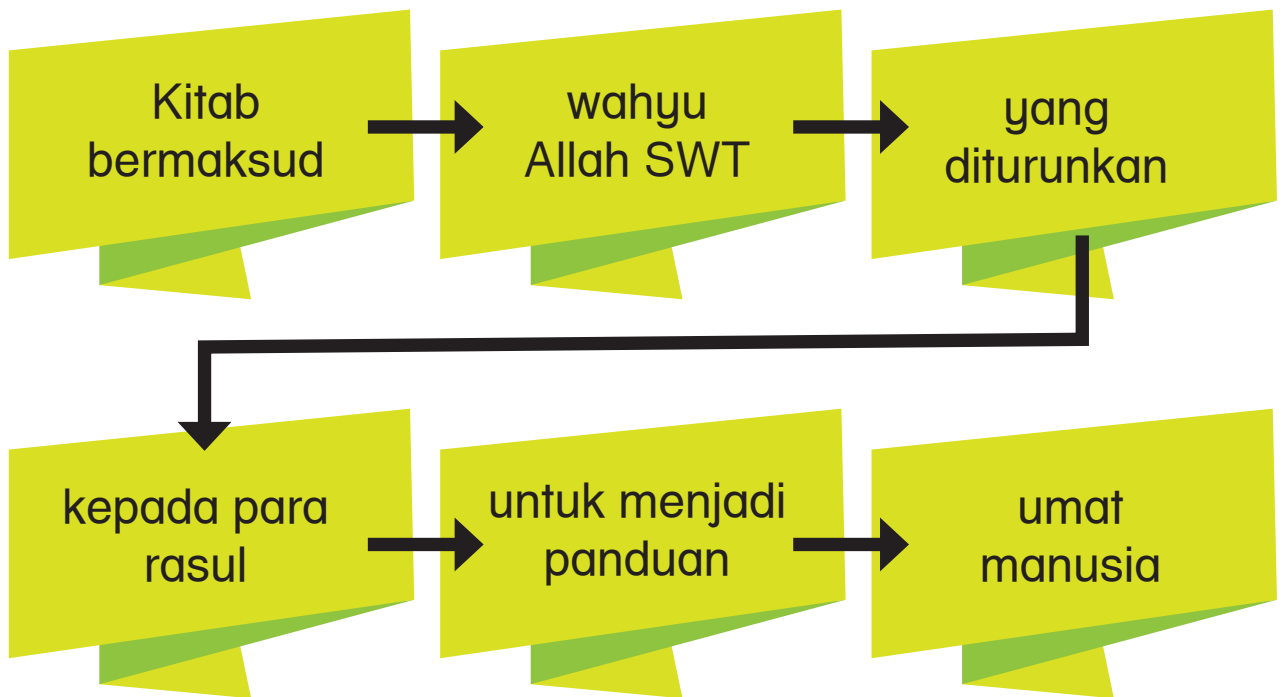 Kitab
bermaksud
wahyu
Allah SWT
yang
diturunkan
kepada para
rasul
untuk menjadi
panduan
umat
manusia